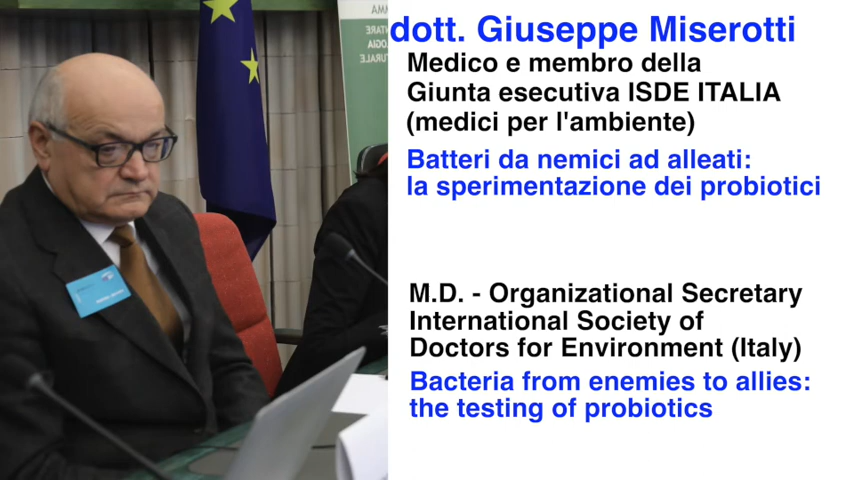 dott. Giuseppe Miserotti
Medico e membro della
Giunta esecutiva ISDE ITALIA
(medici per l'ambiente)
Batteri da nemici ad alleati:
la sperimentazione dei probiotici
M.D. - Organizational Secretary
International Society of
Doctors for Environment (Italy)
Bacteria from enemies to allies:
the testing of probiotics